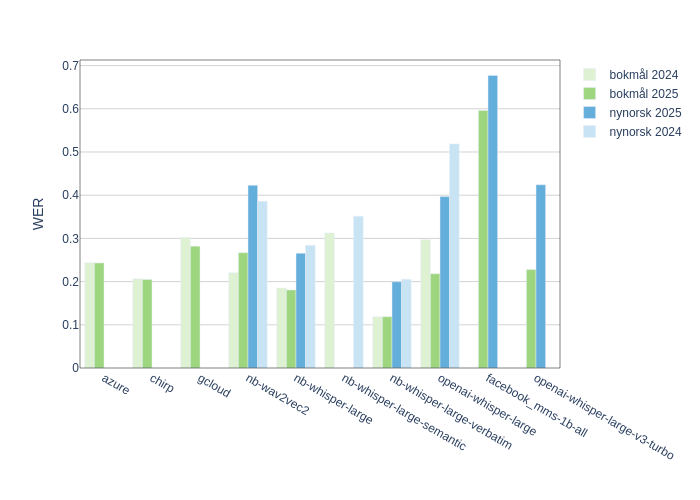 0.7
0.6
0.5
0.4
0.3
0.2
0.1
0
WER
azure
chirp
gcloud
nb-wav2vec2
nb-whisper-large
nb-whisper-large-semantic
nb-whisper-large-verbatim
openai-whisper-large
facebook_mms-1b-all
openai-whisper-large-v3-turbo
bokmål 2024
bokmål 2025
nynorsk 2025
nynorsk 2024